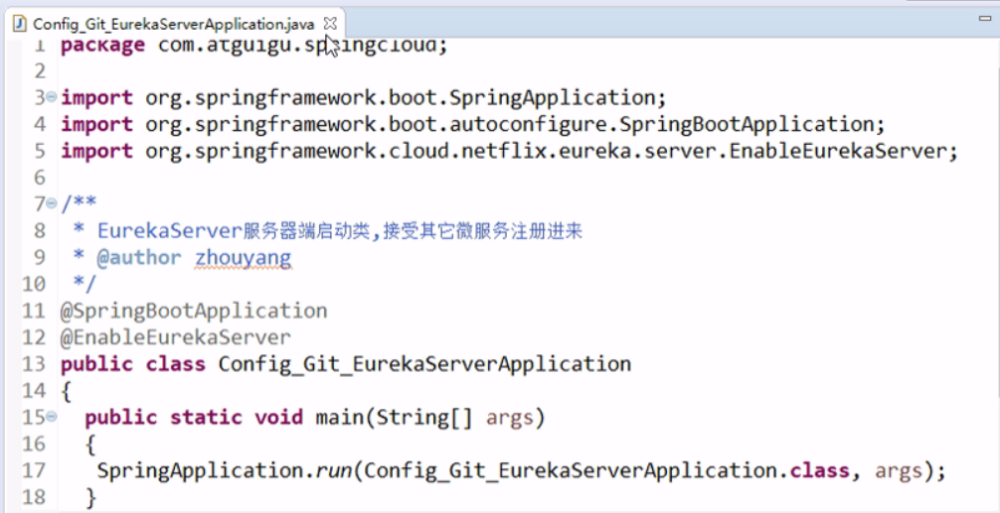 Config_Git_EurekaServerApplication.java
1 package com.atguigu.springcloud;
2
3 import org.springframework.boot.SpringApplication;
4 import org.springframework.boot.autoconfigure.SpringBootApplication;
5 import org.springframework.cloud.netflix.eureka.server.EnableEurekaServer;
6
7 /**
8  * EurekaServer服务器端启动类,接受其它微服务注册进来
9  * @author zhouyang
10  */
11 @SpringBootApplication
12 @EnableEurekaServer
13 public class Config_Git_EurekaServerApplication
14 {
15   public static void main(String[] args)
16   {
17    SpringApplication.run(Config_Git_EurekaServerApplication.class, args);
18   }